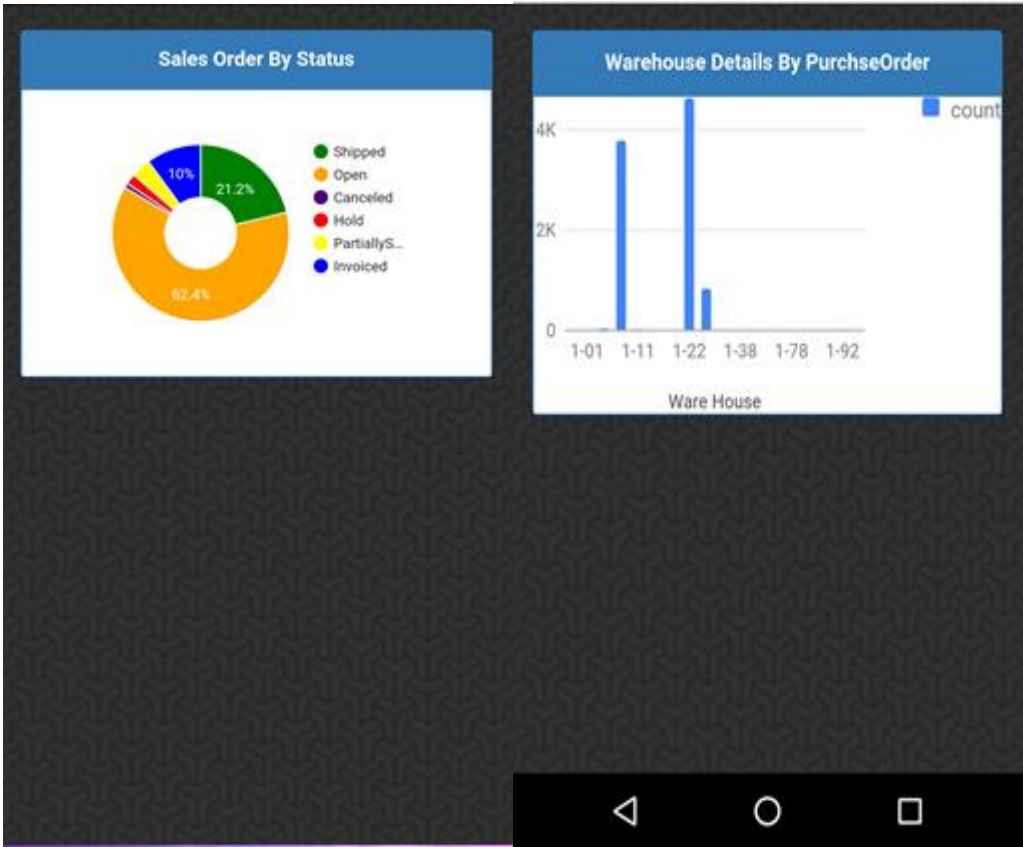 Sales Order By Status
10%
21.2%
62.4%
Shipped
Open
Canceled
Hold
PartiallyS...
Invoiced
Warehouse Details By PurchseOrder
count
4K
2K
0
1-01 1-11 1-22 1-38 1-78 1-92
Ware House